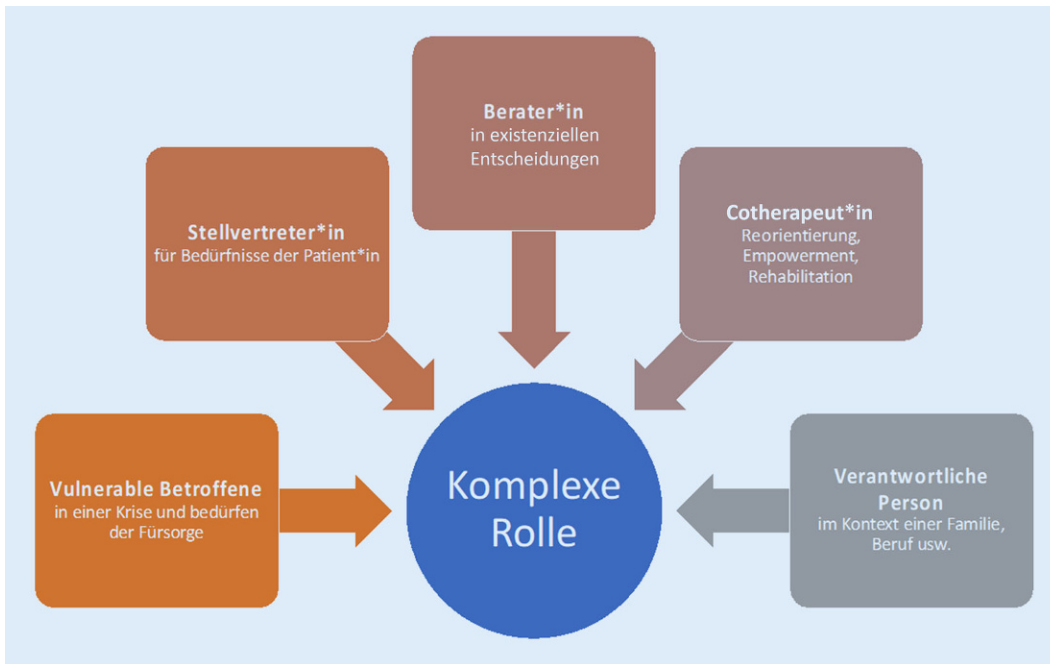 Berater*in
in existenziellen
Entscheidungen
Stellvertreter*in
für Bedürfnisse der Patient*in
Cotherapeut*in
Reorientierung,
Empowerment,
Rehabilitation
Vulnerable Betroffene
in einer Krise und bedürfen
der Fürsorge
Komplexe
Rolle
Verantwortliche
Person
im Kontext einer Familie,
Beruf usw.